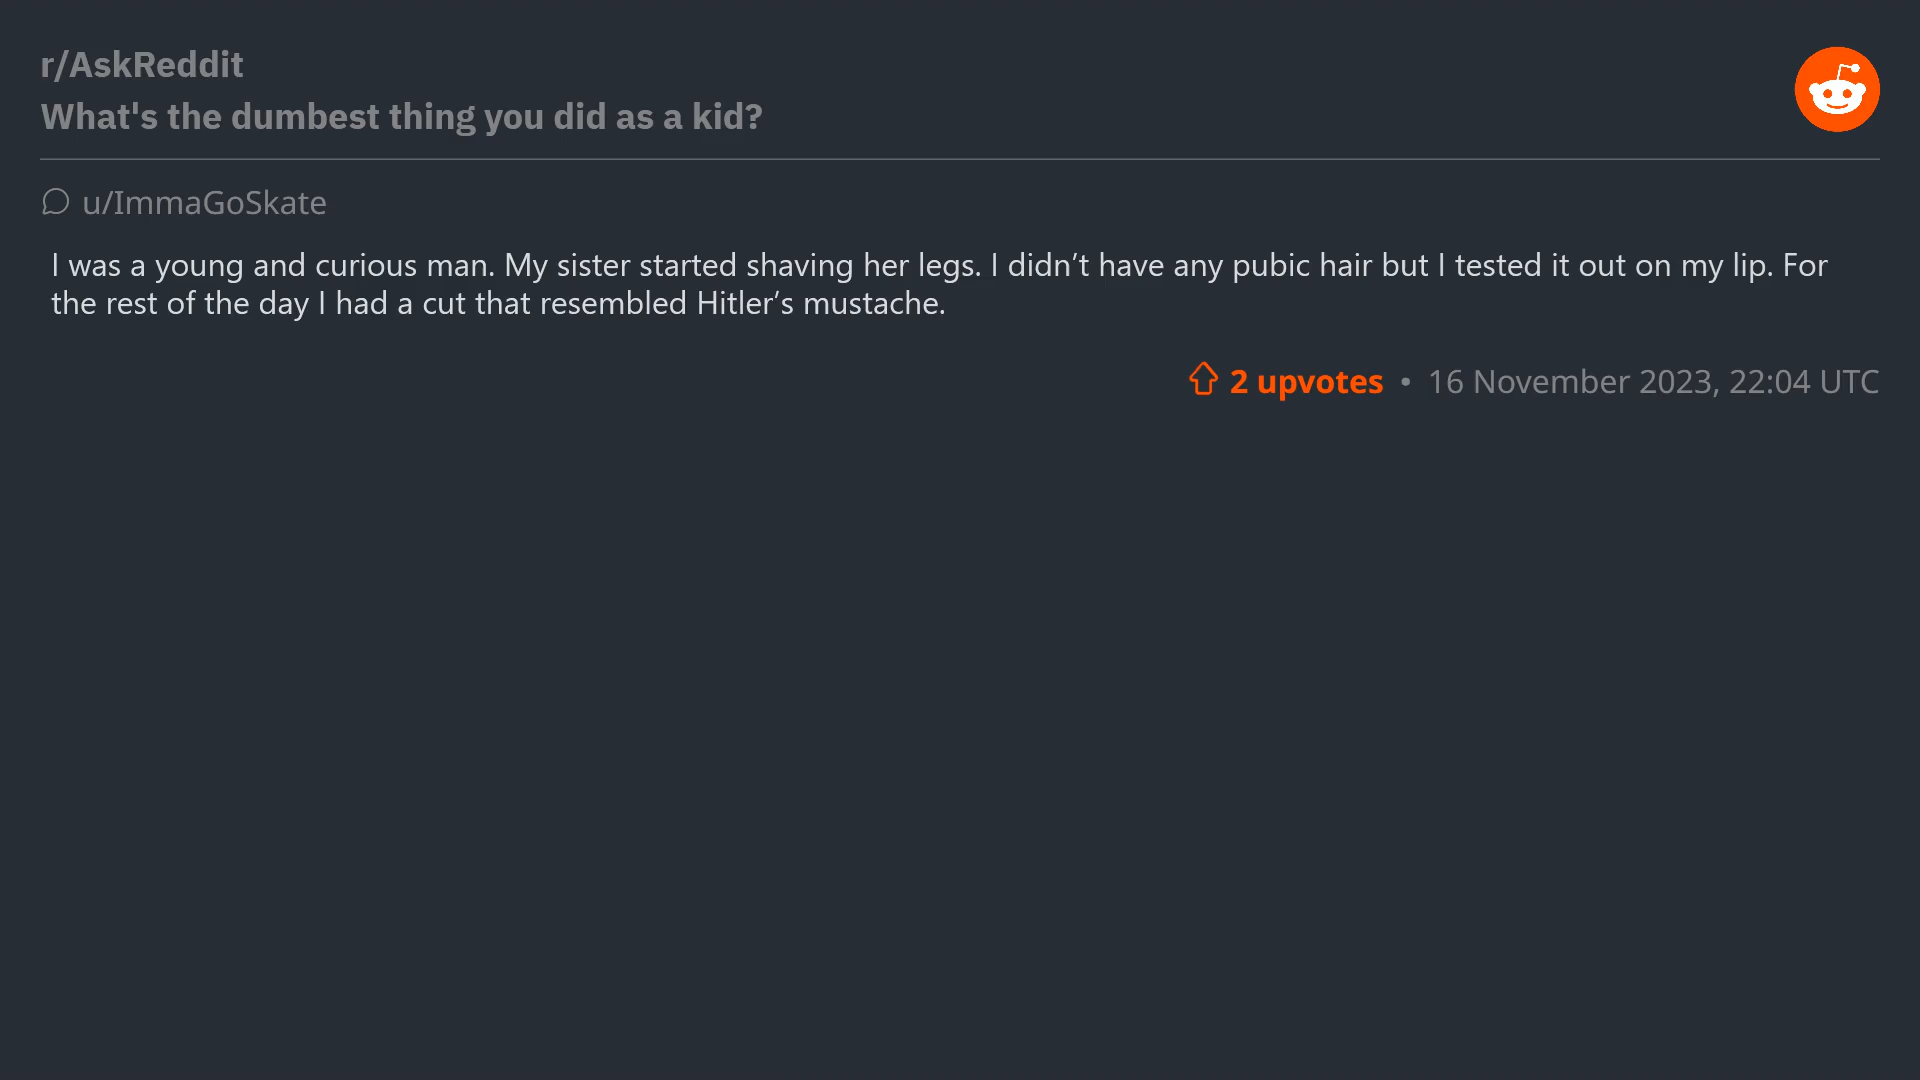 r/AskReddit
What's the dumbest thing you did as a kid?
u/ImmaGoSkate
I was a young and curious man. My sister started shaving her legs. I didn’t have any pubic hair but I tested it out on my lip. For
the rest of the day I had a cut that resembled Hitler’s mustache.
2 upvotes • 16 November 2023, 22:04 UTC